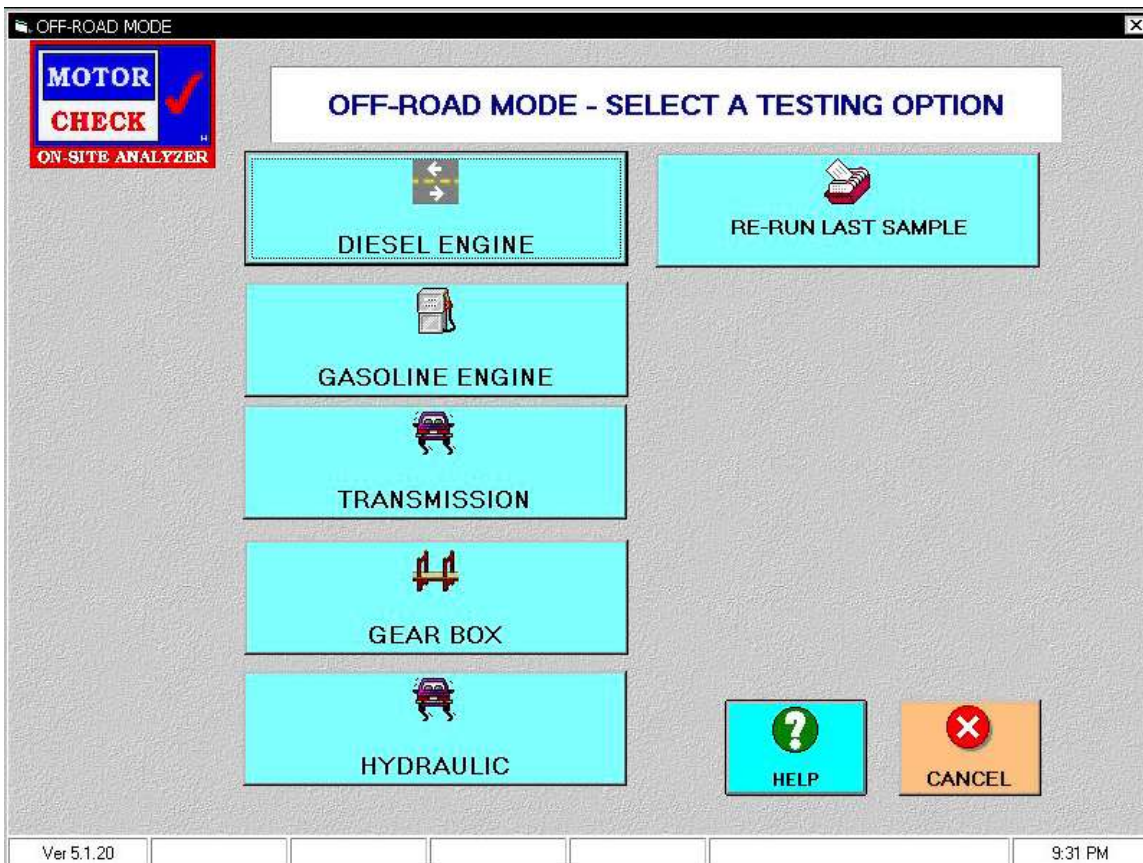 OFF-ROAD MODE
MOTOR
CHECK
ON-SITE ANALYZER
OFF-ROAD MODE - SELECT A TESTING OPTION
DIESEL ENGINE
RE-RUN LAST SAMPLE
GASOLINE ENGINE
TRANSMISSION
GEAR BOX
HYDRAULIC
HELP
CANCEL
Ver 5.1.20
9:31 PM